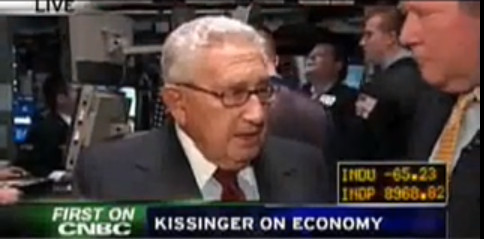 LIVE
INDU -65.23
INDP 8968.82
FIRST ON
CNBC
KISSINGER ON ECONOMY